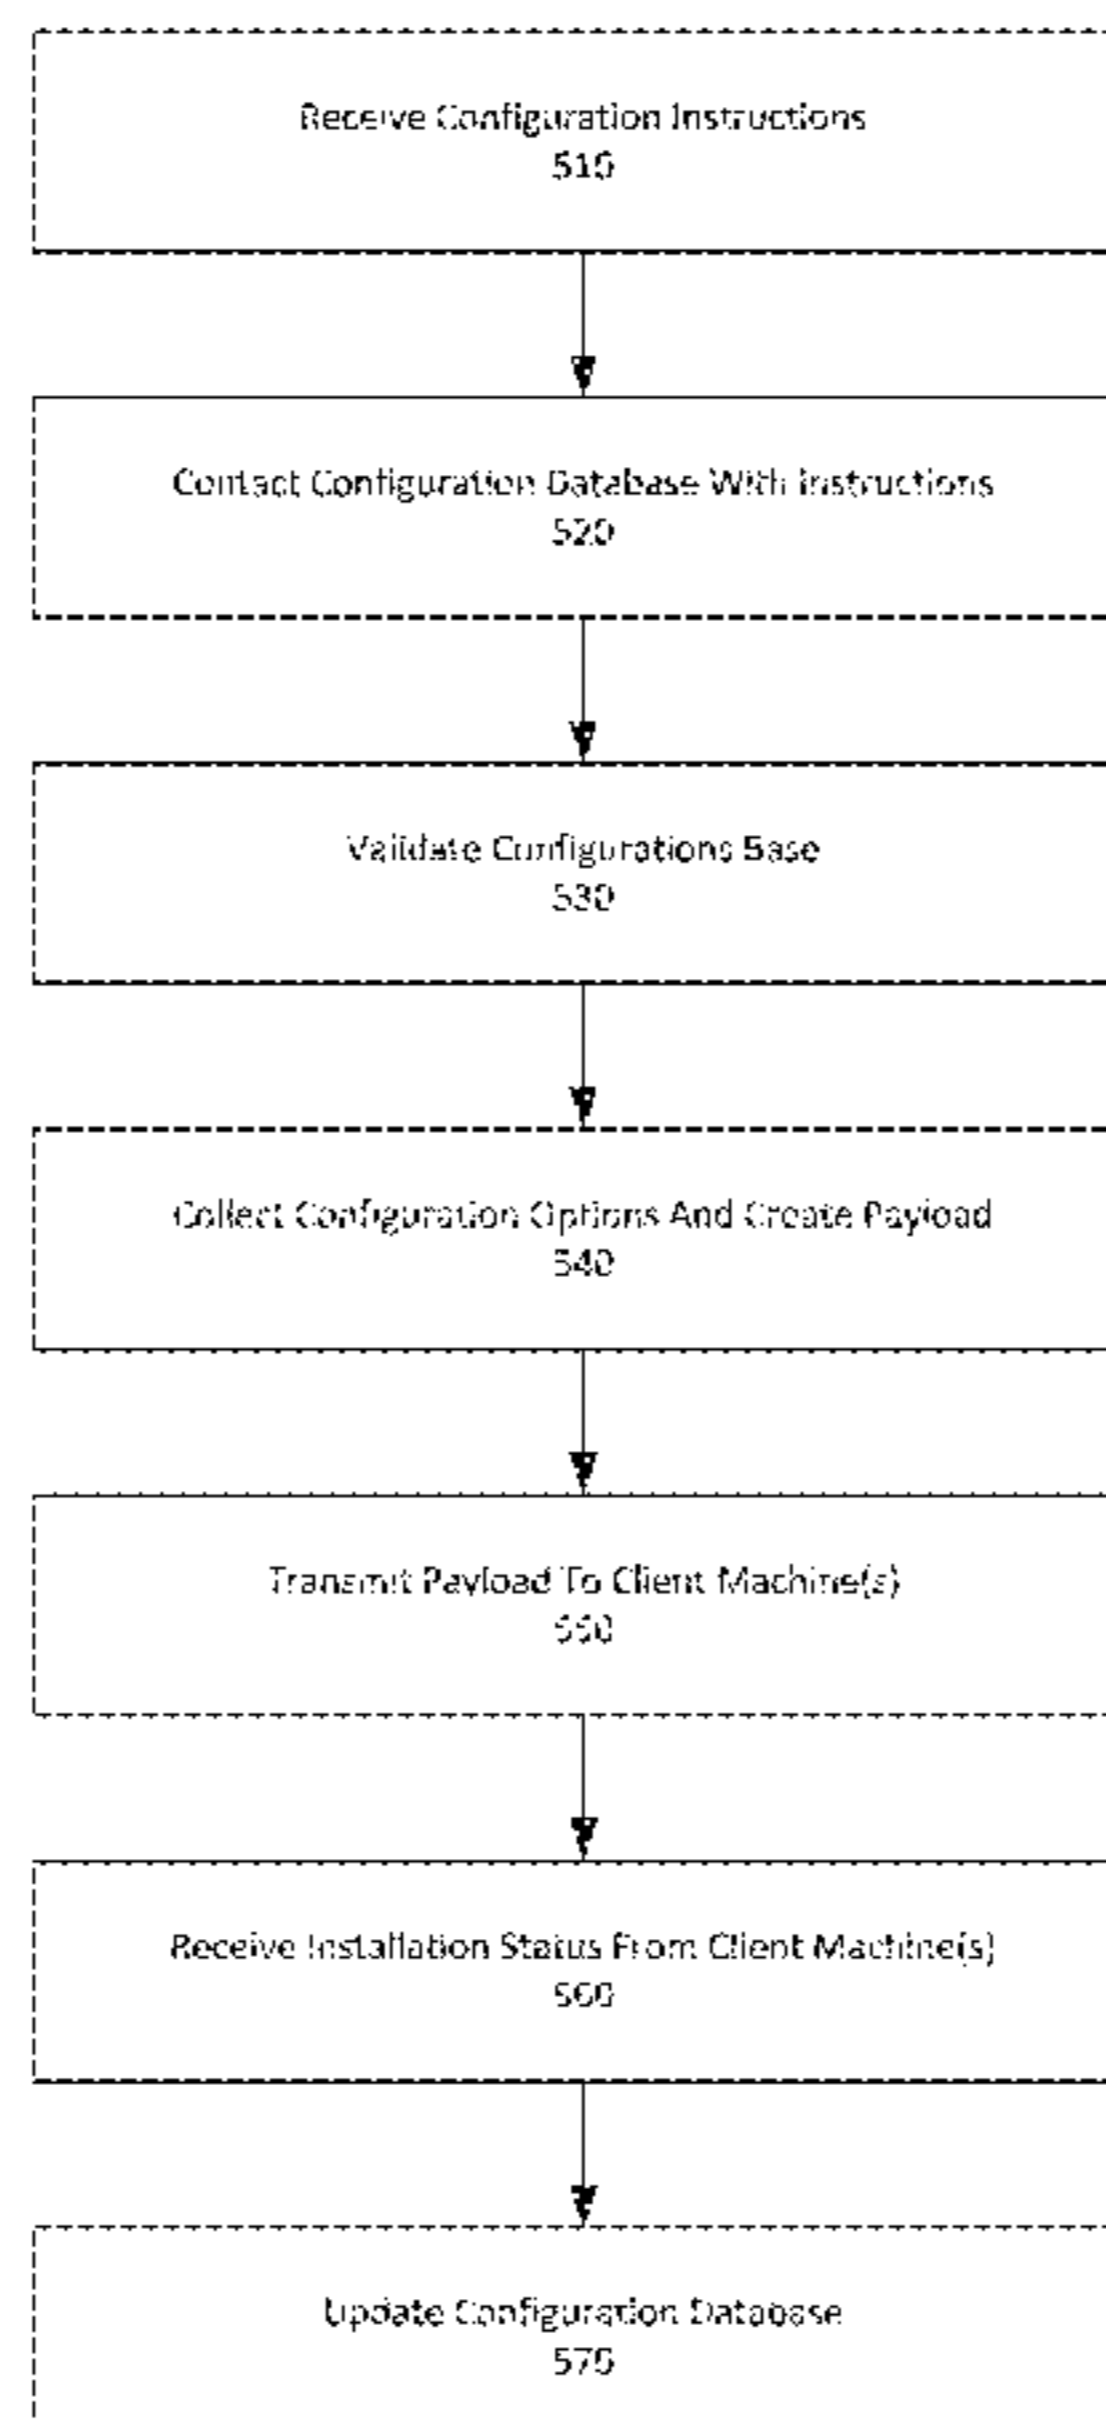 Receive Configuration Instructions
510
Contact Configuration Database With Instructions
520
Validate Configurations Base
530
Collect Configuration Options And Create Payload
540
Transmit Payload To Client Machine(s)
550
Receive Installation Status From Client Machine(s)
560
Update Configuration Database
570